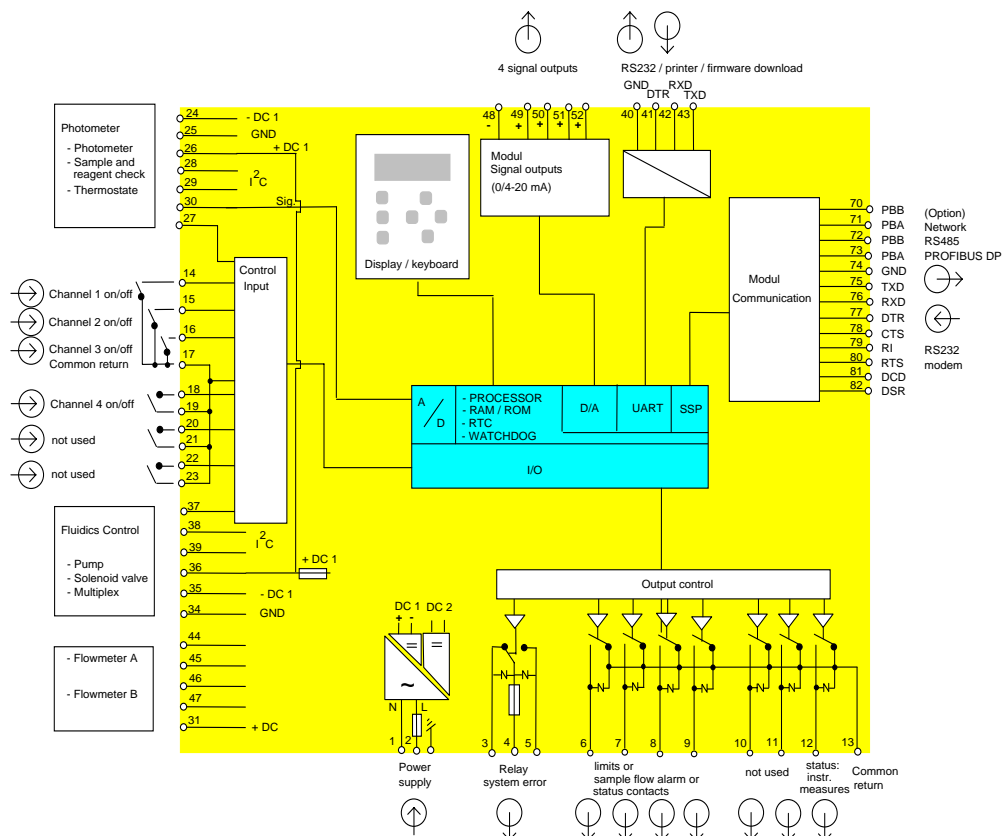 4 signal outputs
RS232 / printer / firmware download
GND RXD
DTR TXD
48 49 50 51 52
- + + + +
40 41 42 43
Photometer
- Photometer
- Sample and
reagent check
- Thermostate
24 - DC 1
25 GND
26 + DC 1
28
I2C
29
30 Sig.
27
Display / keyboard
Modul
Signal outputs
(0/4-20 mA)
Modul
Communication
70 PBB (Option)
71 PBA Network
72 PBB RS485
73 PBA PROFIBUS DP
74 GND
75 TXD
76 RXD
77 DTR
78 CTS
79 RI RS232
80 RTS modem
81 DCD
82 DSR
Control
Input
14
Channel 1 on/off
15
Channel 2 on/off
16
Channel 3 on/off
17
Common return
18
Channel 4 on/off
19
20
not used
21
22
not used
23
A
/
D
- PROCESSOR
- RAM / ROM
- RTC
- WATCHDOG
D/A
UART
SSP
I/O
Fluidics Control
- Pump
- Solenoid valve
- Multiplex
37
38
I2C
39
36 + DC 1
35 - DC 1
34 GND
- Flowmeter A
- Flowmeter B
44
45
46
47
31 + DC
DC 1 DC 2
+ -
= =
~
N L
1 2
Power
supply
Output control
N N N N N N N N N
3 4 5
Relay
system error
6 7 8 9
limits or
sample flow alarm or
status contacts
10 11
not used
12
status:
instr.
measures
13
Common
return